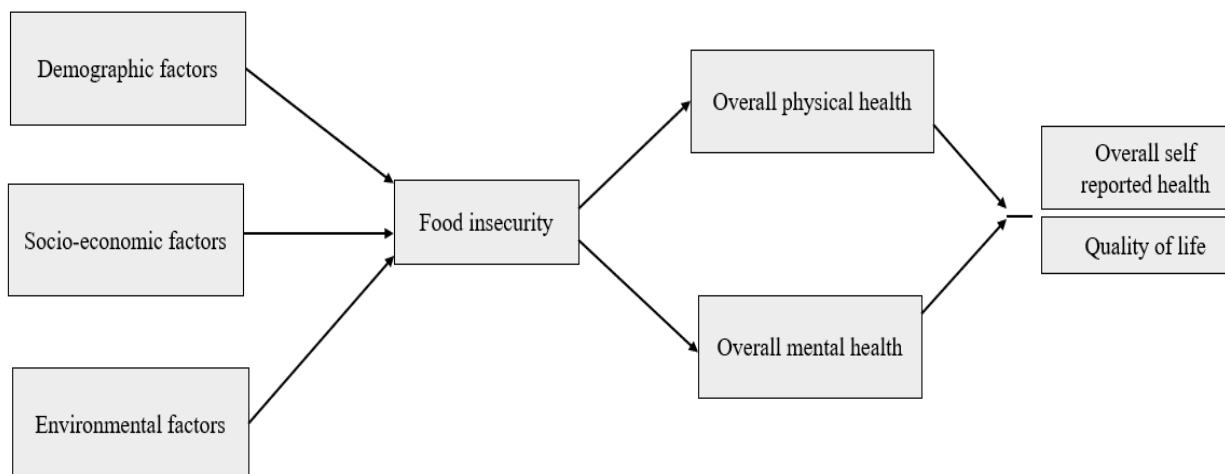 Demographic factors
Socio-economic factors
Environmental factors
Food insecurity
Overall physical health
Overall mental health
Overall self
reported health
Quality of life